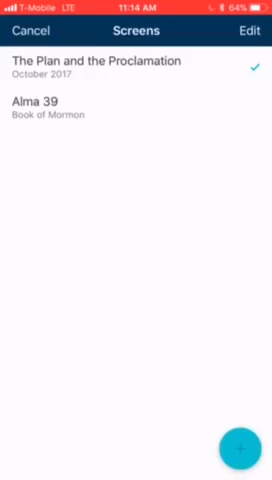 T-Mobile LTE 11:14 AM 64%
Cancel Screens Edit
The Plan and the Proclamation
October 2017
Alma 39
Book of Mormon